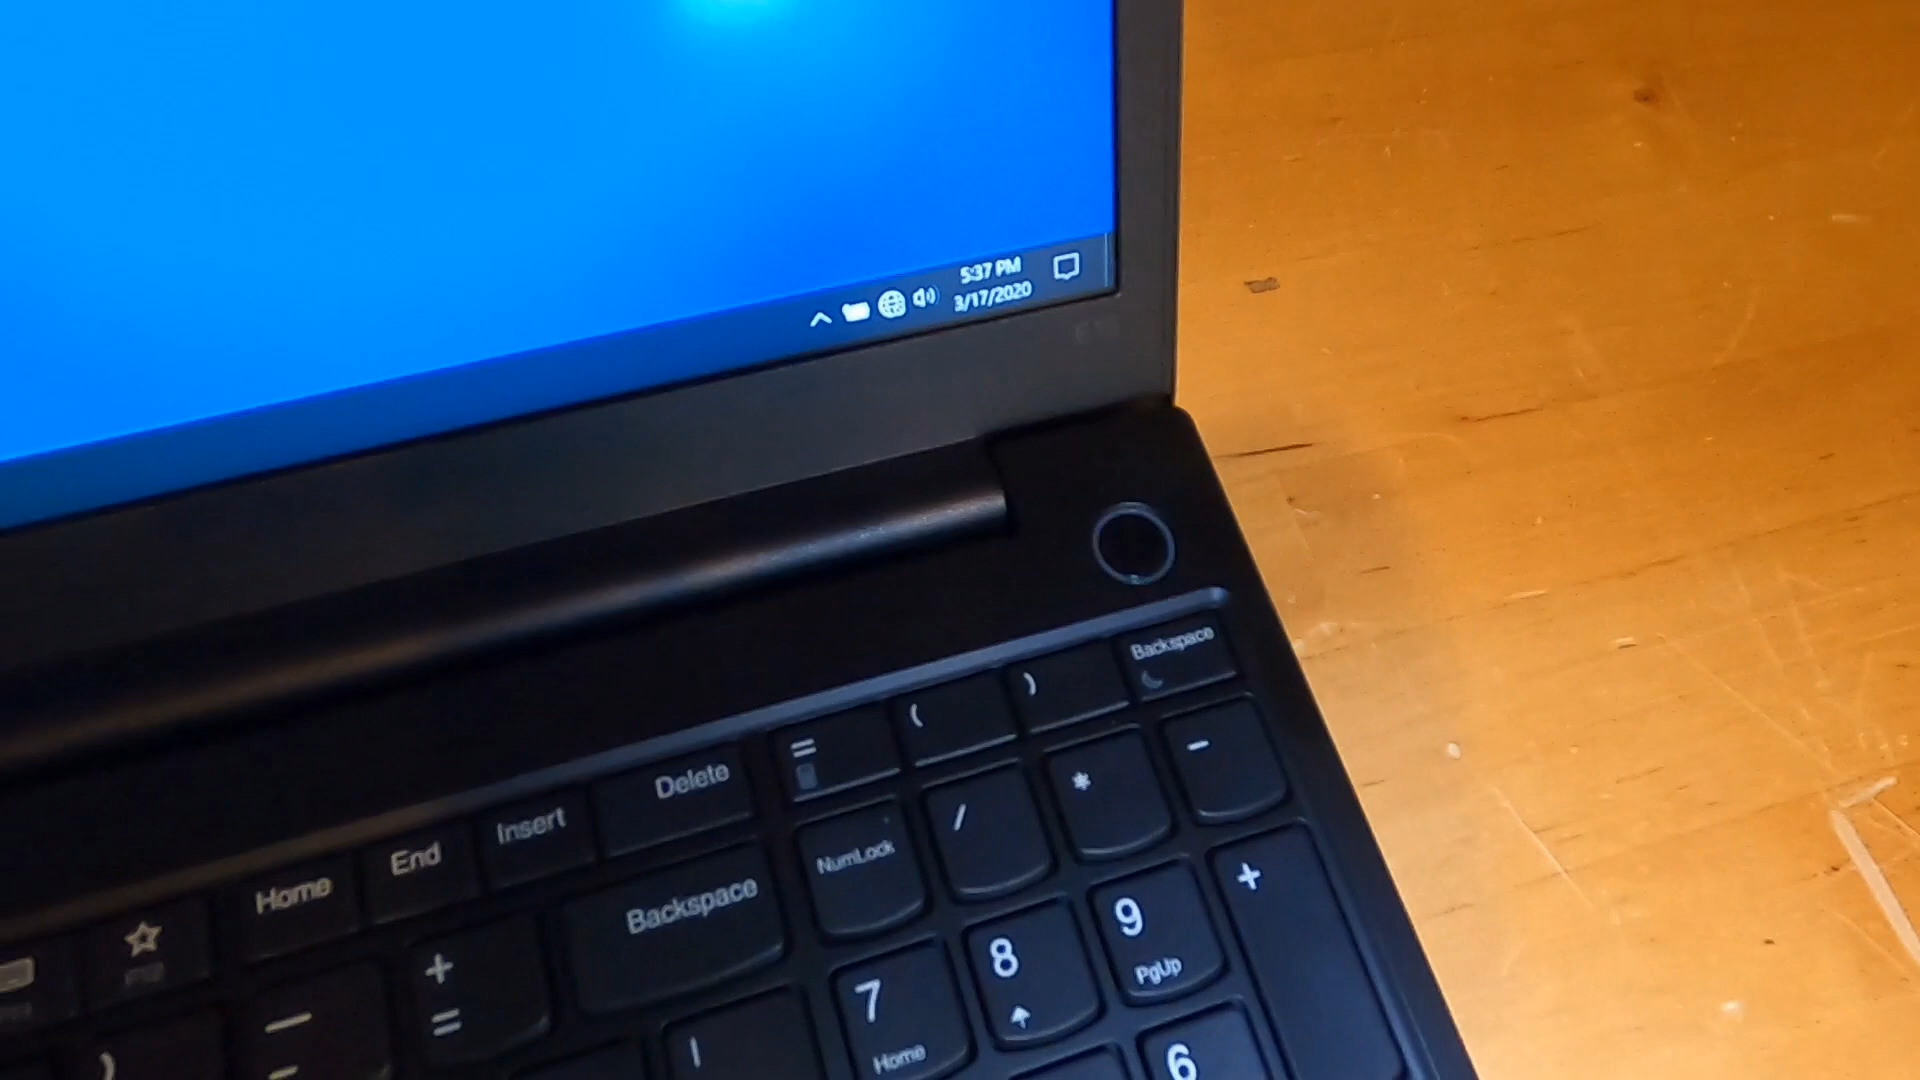 5:37 PM
3/17/2020
E15
Backspace
= ( )
Delete
Insert
End
Home
NumLock / * -
Backspace
+
=
7
Home
8
9
PgUp
+
6